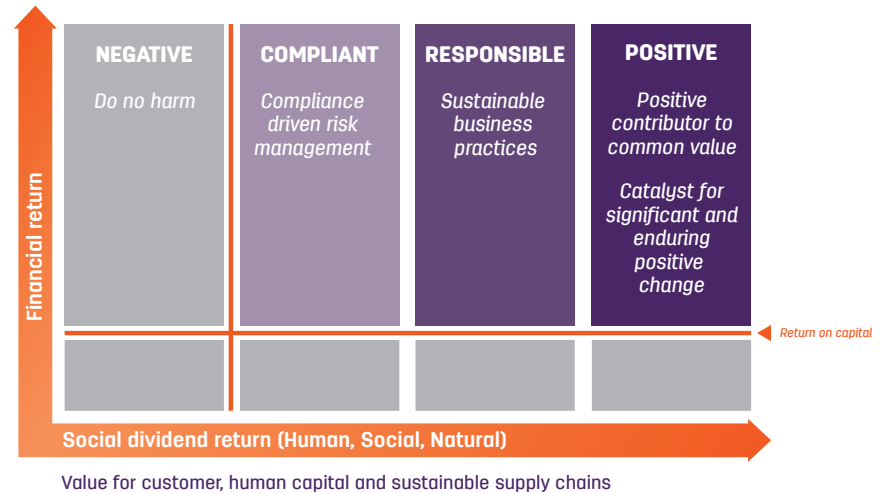 Financial return
NEGATIVE
Do no harm
COMPLIANT
Compliance
driven risk
management
RESPONSIBLE
Sustainable
business
practices
POSITIVE
Positive
contributor to
common value
Catalyst for
significant and
enduring
positive
change
Return on capital
Social dividend return (Human, Social, Natural)
Value for customer, human capital and sustainable supply chains